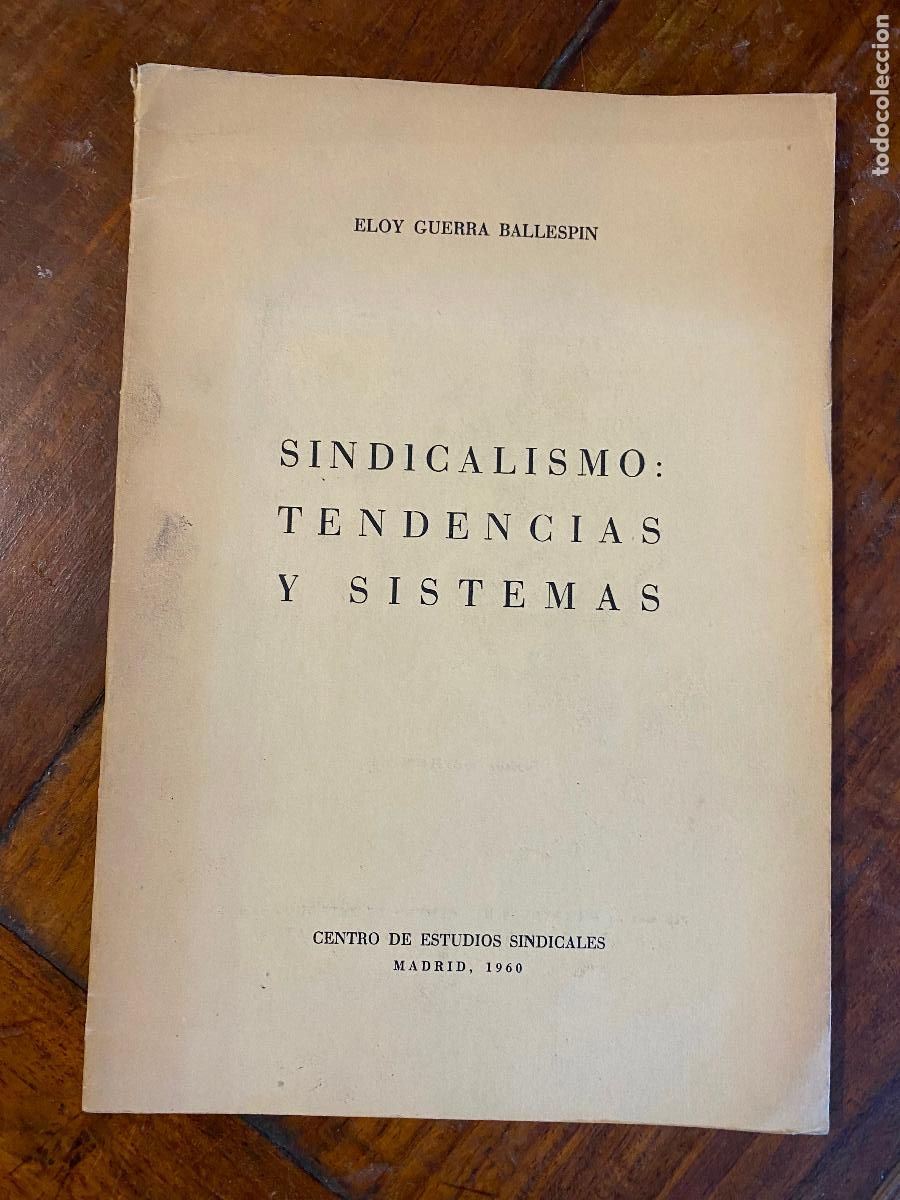 ELOY GUERRA BALLESPIN
SINDICALISMO:
TENDENCIAS
Y SISTEMAS
CENTRO DE ESTUDIOS SINDICALES
MADRID, 1960
todocoleccion